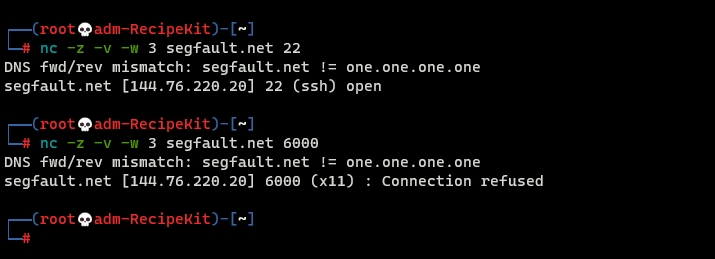 ┌──(root💀adm-RecipeKit)-[~]
└─# nc -z -v -w 3 segfault.net 22
DNS fwd/rev mismatch: segfault.net != one.one.one.one
segfault.net [144.76.220.20] 22 (ssh) open
┌──(root💀adm-RecipeKit)-[~]
└─# nc -z -v -w 3 segfault.net 6000
DNS fwd/rev mismatch: segfault.net != one.one.one.one
segfault.net [144.76.220.20] 6000 (x11) : Connection refused
┌──(root💀adm-RecipeKit)-[~]
└─#